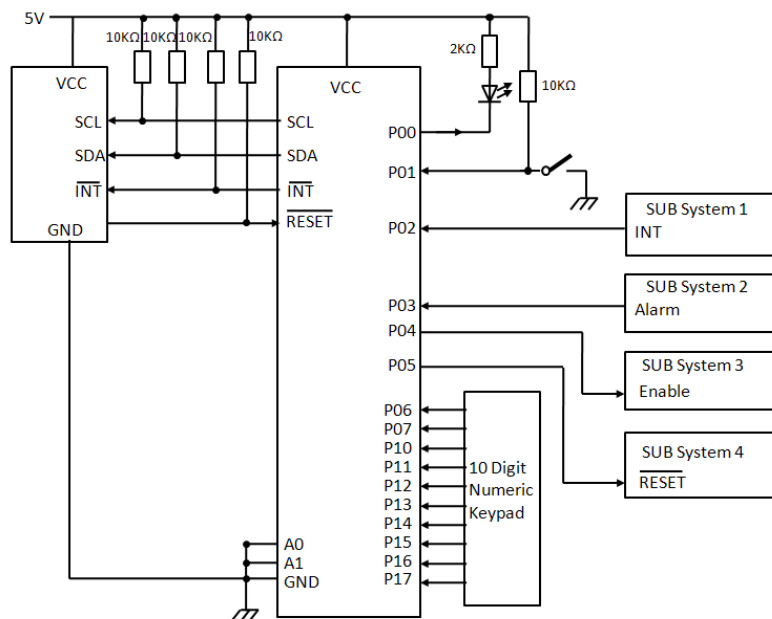 5V
10KΩ 10KΩ 10KΩ 10KΩ
2KΩ
10KΩ
VCC
SCL
SDA
INT
GND
VCC
SCL
SDA
INT
RESET
A0
A1
GND
P00
P01
P02
P03
P04
P05
P06
P07
P10
P11
P12
P13
P14
P15
P16
P17
10 Digit
Numeric
Keypad
SUB System 1
INT
SUB System 2
Alarm
SUB System 3
Enable
SUB System 4
RESET